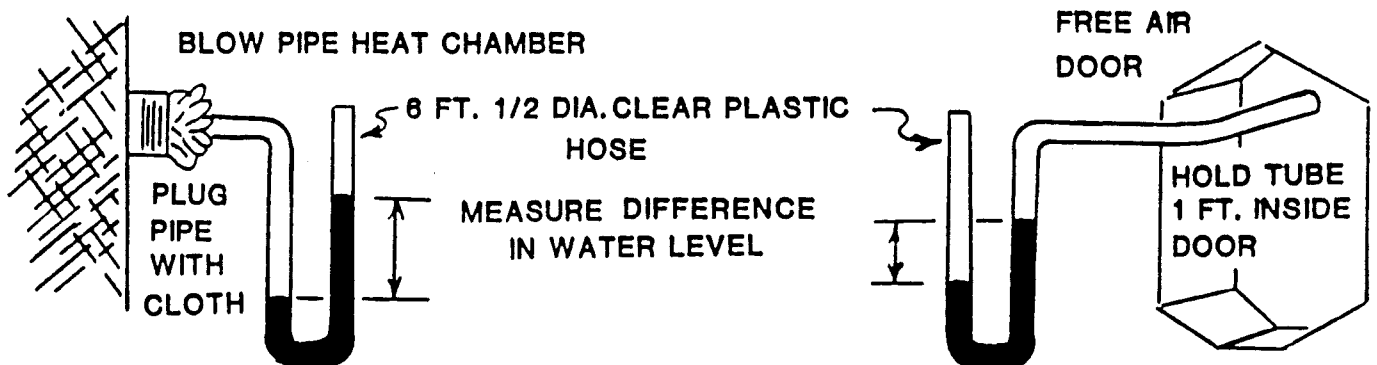 BLOW PIPE HEAT CHAMBER
FREE AIR
DOOR
6 FT. 1/2 DIA. CLEAR PLASTIC
HOSE
PLUG
PIPE
WITH
CLOTH
MEASURE DIFFERENCE
IN WATER LEVEL
HOLD TUBE
1 FT. INSIDE
DOOR